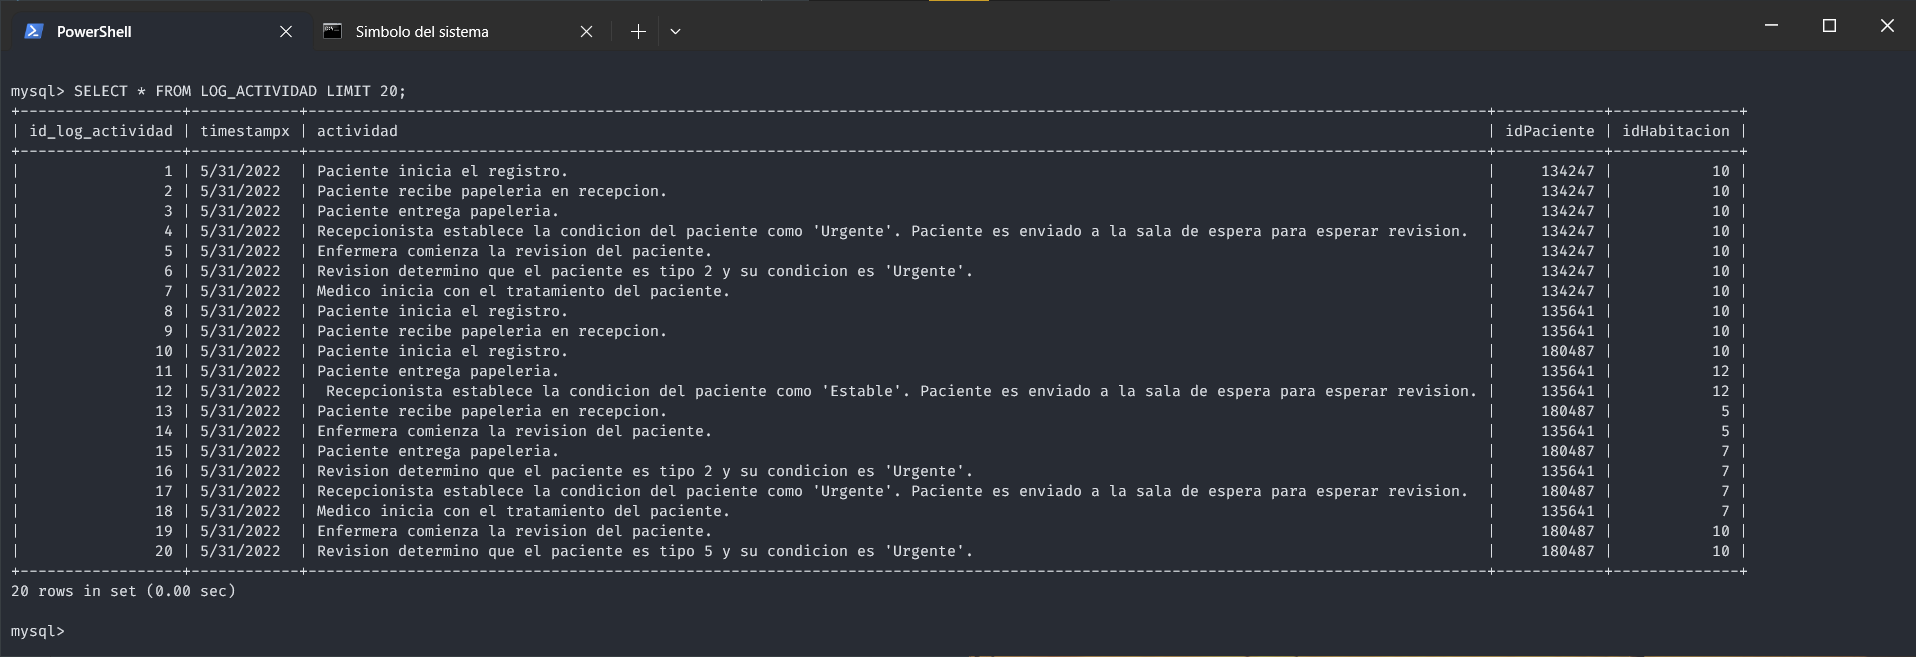 PowerShell
Simbolo del sistema
mysql> SELECT * FROM LOG_ACTIVIDAD LIMIT 20;
| id_log_actividad | timestampx | actividad | idPaciente | idHabitacion |
| 1 | 5/31/2022 | Paciente inicia el registro. | 134247 | 10 |
| 2 | 5/31/2022 | Paciente recibe papeleria en recepcion. | 134247 | 10 |
| 3 | 5/31/2022 | Paciente entrega papeleria. | 134247 | 10 |
| 4 | 5/31/2022 | Recepcionista establece la condicion del paciente como 'Urgente'. Paciente es enviado a la sala de espera para esperar revision. | 134247 | 10 |
| 5 | 5/31/2022 | Enfermera comienza la revision del paciente. | 134247 | 10 |
| 6 | 5/31/2022 | Revision determino que el paciente es tipo 2 y su condicion es 'Urgente'. | 134247 | 10 |
| 7 | 5/31/2022 | Medico inicia con el tratamiento del paciente. | 134247 | 10 |
| 8 | 5/31/2022 | Paciente inicia el registro. | 135641 | 10 |
| 9 | 5/31/2022 | Paciente recibe papeleria en recepcion. | 135641 | 10 |
| 10 | 5/31/2022 | Paciente inicia el registro. | 180487 | 10 |
| 11 | 5/31/2022 | Paciente entrega papeleria. | 135641 | 12 |
| 12 | 5/31/2022 | Recepcionista establece la condicion del paciente como 'Estable'. Paciente es enviado a la sala de espera para esperar revision. | 135641 | 12 |
| 13 | 5/31/2022 | Paciente recibe papeleria en recepcion. | 180487 | 5 |
| 14 | 5/31/2022 | Enfermera comienza la revision del paciente. | 135641 | 5 |
| 15 | 5/31/2022 | Paciente entrega papeleria. | 180487 | 7 |
| 16 | 5/31/2022 | Revision determino que el paciente es tipo 2 y su condicion es 'Urgente'. | 135641 | 7 |
| 17 | 5/31/2022 | Recepcionista establece la condicion del paciente como 'Urgente'. Paciente es enviado a la sala de espera para esperar revision. | 180487 | 7 |
| 18 | 5/31/2022 | Medico inicia con el tratamiento del paciente. | 135641 | 7 |
| 19 | 5/31/2022 | Enfermera comienza la revision del paciente. | 180487 | 10 |
| 20 | 5/31/2022 | Revision determino que el paciente es tipo 5 y su condicion es 'Urgente'. | 180487 | 10 |
20 rows in set (0.00 sec)
mysql>